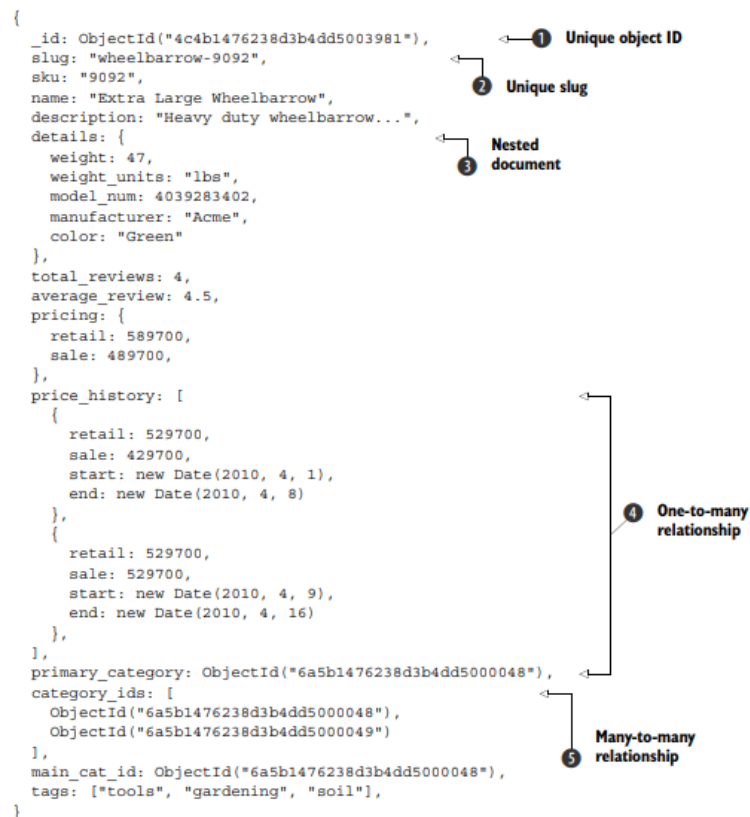 {
  _id: ObjectId("4c4b1476238d3b4dd5003981"), 1 Unique object ID
  slug: "wheelbarrow-9092",
  sku: "9092", 2 Unique slug
  name: "Extra Large Wheelbarrow",
  description: "Heavy duty wheelbarrow...",
  details: { Nested
    weight: 47, 3 document
    weight_units: "lbs",
    model_num: 4039283402,
    manufacturer: "Acme",
    color: "Green"
  },
  total_reviews: 4,
  average_review: 4.5,
  pricing: {
    retail: 589700,
    sale: 489700,
  },
  price_history: [
    {
      retail: 529700,
      sale: 429700,
      start: new Date(2010, 4, 1),
      end: new Date(2010, 4, 8)
    }, 4 One-to-many
    { relationship
      retail: 529700,
      sale: 529700,
      start: new Date(2010, 4, 9),
      end: new Date(2010, 4, 16)
    },
  ],
  primary_category: ObjectId("6a5b1476238d3b4dd5000048"),
  category_ids: [
    ObjectId("6a5b1476238d3b4dd5000048"),
    ObjectId("6a5b1476238d3b4dd5000049") Many-to-many
  ], 5 relationship
  main_cat_id: ObjectId("6a5b1476238d3b4dd5000048"),
  tags: ["tools", "gardening", "soil"],
}